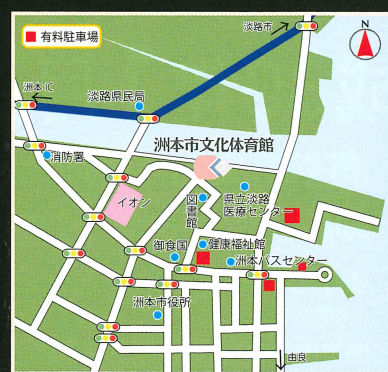 有料駐車場
淡路市
N
洲本IC
淡路県民局
洲本市文化体育館
消防署
イオン
図書館
県立淡路
医療センター
御食国
健康福祉館
洲本バスセンター
洲本市役所
由良